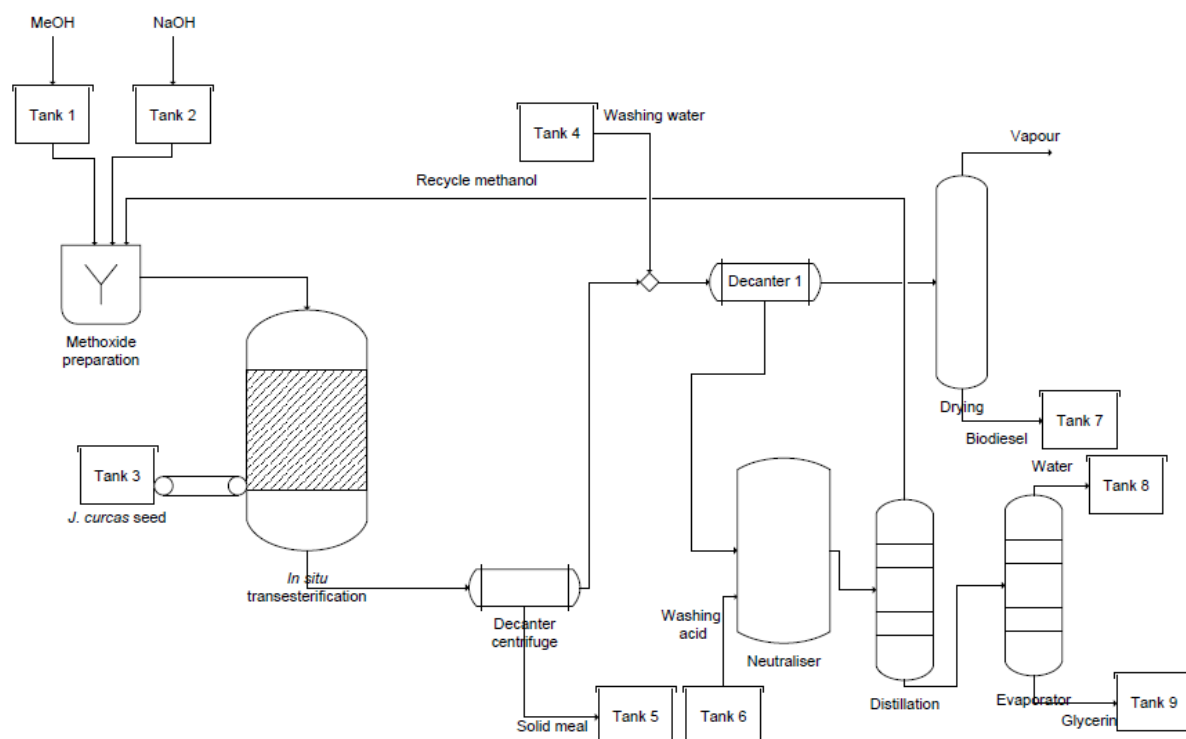 MeOH
NaOH
Tank 1
Tank 2
Tank 4
Washing water
Vapour
Recycle methanol
Decanter 1
Methoxide
preparation
Drying
Tank 7
Biodiesel
Tank 3
J. curcas seed
Water
Tank 8
In situ
transesterification
Decanter
centrifuge
Washing
acid
Neutraliser
Distillation
Evaporator
Solid meal
Tank 5
Tank 6
Glycerin
Tank 9